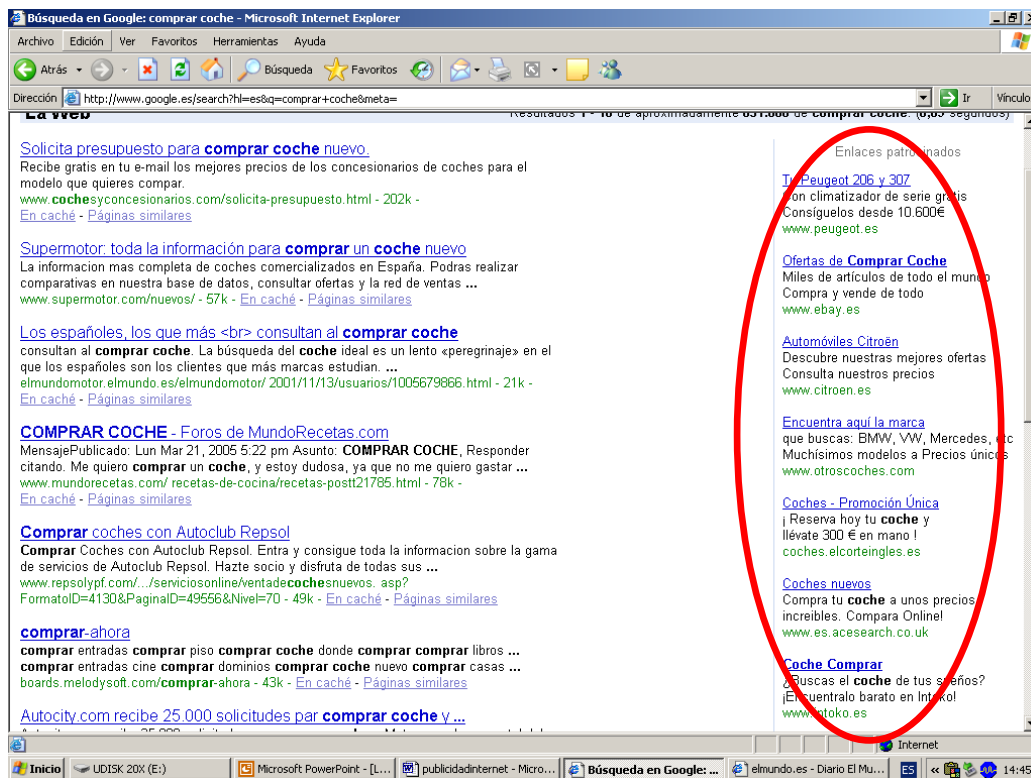 Búsqueda en Google: comprar coche - Microsoft Internet Explorer
Archivo Edición Ver Favoritos Herramientas Ayuda
Atrás Búsqueda Favoritos
Dirección http://www.google.es/search?hl=es&q=comprar+coche&meta= Ir Vínculo
La Web Resultados 1 - 10 de aproximadamente de comprar coche. segundos)
Solicita presupuesto para comprar coche nuevo.
Recibe gratis en tu e-mail los mejores precios de los concesionarios de coches para el
modelo que quieres compar.
www.cochesyconcesionarios.com/solicita-presupuesto.html - 202k -
En caché - Páginas similares
Supermotor: toda la información para comprar un coche nuevo
La informacion mas completa de coches comercializados en España. Podras realizar
comparativas en nuestra base de datos, consultar ofertas y la red de ventas ...
www.supermotor.com/nuevos/ - 57k - En caché - Páginas similares
Los españoles, los que más <br> consultan al comprar coche
consultan al comprar coche. La búsqueda del coche ideal es un lento «peregrinaje» en el
que los españoles son los clientes que más marcas estudian. ...
elmundomotor.elmundo.es/elmundomotor/ 2001/11/13/usuarios/1005679866.html - 21k -
En caché - Páginas similares
COMPRAR COCHE - Foros de MundoRecetas.com
MensajePublicado: Lun Mar 21, 2005 5:22 pm Asunto: COMPRAR COCHE, Responder
citando. Me quiero comprar un coche, y estoy dudosa, ya que no me quiero gastar ...
www.mundorecetas.com/ recetas-de-cocina/recetas-postt21785.html - 78k -
En caché - Páginas similares
Comprar coches con Autoclub Repsol
Comprar Coches con Autoclub Repsol. Entra y consigue toda la informacion sobre la gama
de servicios de Autoclub Repsol. Hazte socio y disfruta de todas sus ...
www.repsolypf.com/.../serviciosonline/ventadecochesnuevos. asp?
FormatoID=4130&PaginaID=49556&Nivel=70 - 49k - En caché - Páginas similares
comprar-ahora
comprar entradas comprar piso comprar coche donde comprar comprar libros ...
comprar entradas cine comprar dominios comprar coche nuevo comprar casas ...
boards.melodysoft.com/comprar-ahora - 43k - En caché - Páginas similares
Autocity.com recibe 25.000 solicitudes par comprar coche y ...
Enlaces patrocinados
Tu Peugeot 206 y 307
Con climatizador de serie gratis
Consíguelos desde 10.600€
www.peugeot.es
Ofertas de Comprar Coche
Miles de artículos de todo el mundo
Compra y vende de todo
www.ebay.es
Automóviles Citroën
Descubre nuestras mejores ofertas
Consulta nuestros precios
www.citroen.es
Encuentra aquí la marca
que buscas: BMW, VW, Mercedes, etc
Muchísimos modelos a Precios únicos
www.otroscoches.com
Coches - Promoción Única
¡ Reserva hoy tu coche y
llévate 300 € en mano !
coches.elcorteingles.es
Coches nuevos
Compra tu coche a unos precios
increibles. Compara Online!
www.es.acesearch.co.uk
Coche Comprar
¿Buscas el coche de tus sueños?
¡Encuentralo barato en Intoko!
www.intoko.es
Internet
Inicio UDISK 20X (E:) Microsoft PowerPoint - [L... publicidadinternet - Micro... Búsqueda en Google: ... elmundo.es - Diario El Mu... ES «